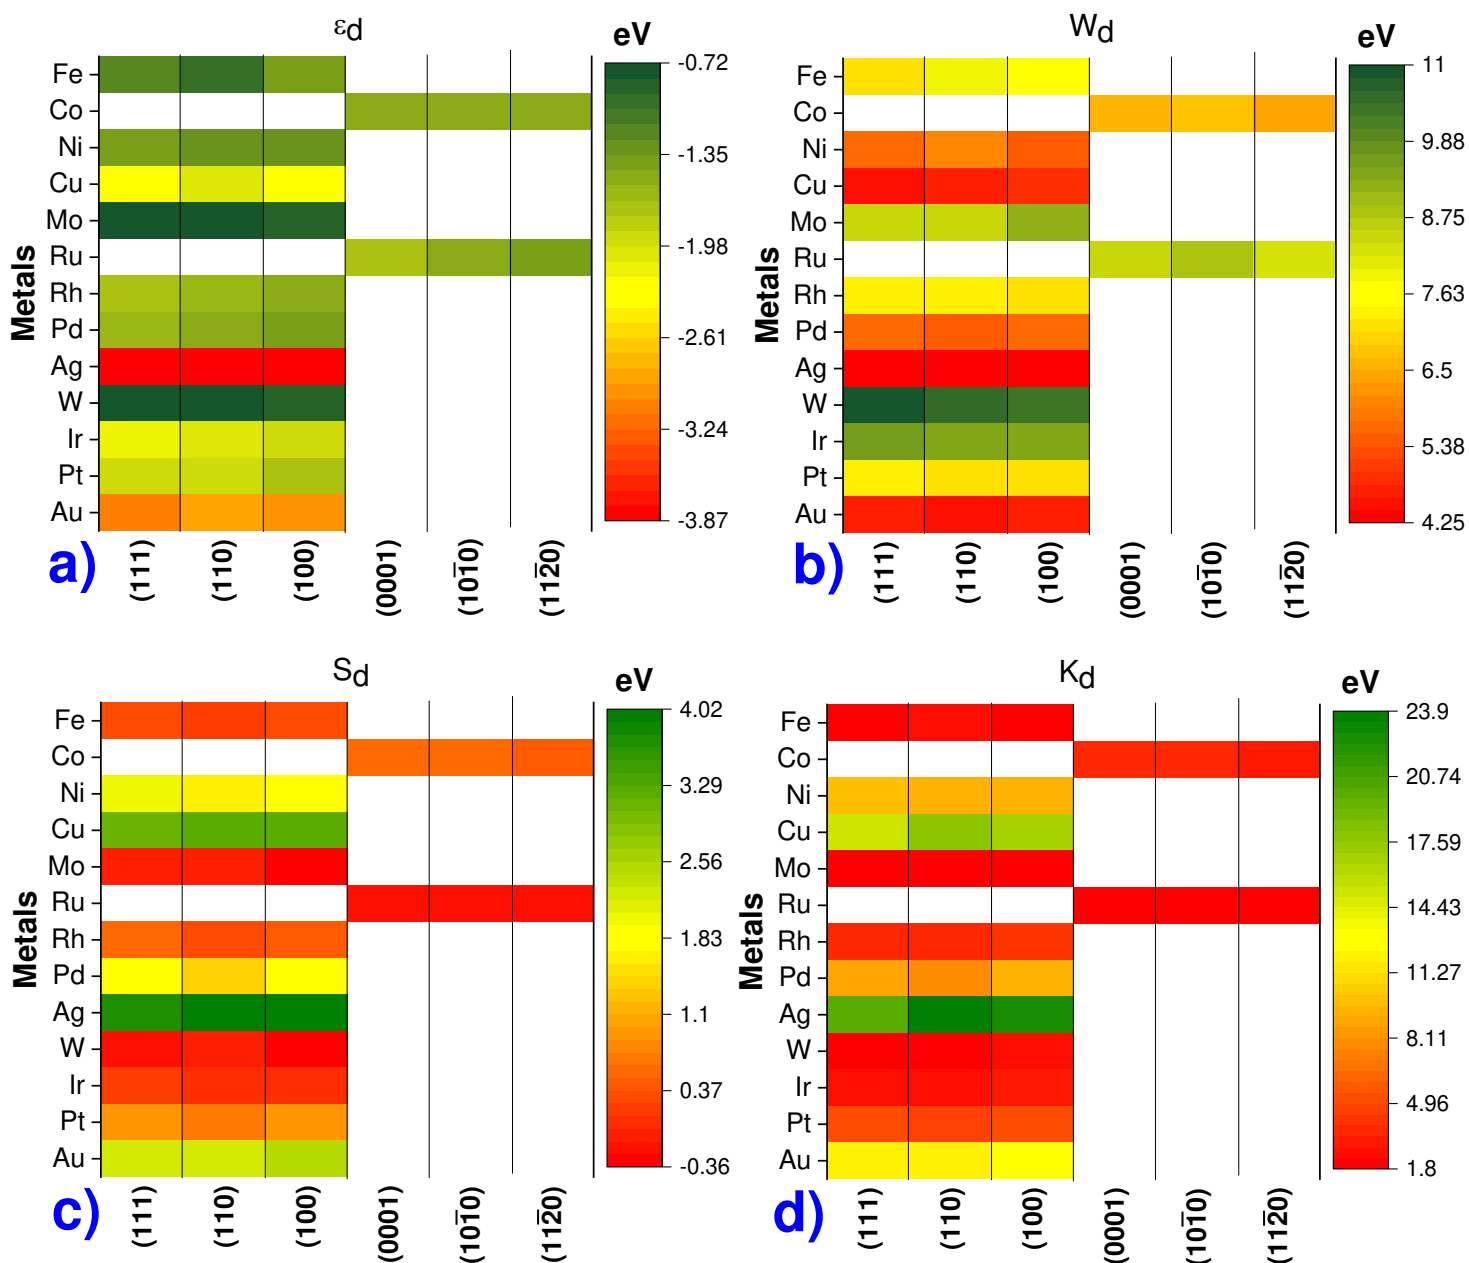 εd
eV
Metals
Fe
Co
Ni
Cu
Mo
Ru
Rh
Pd
Ag
W
Ir
Pt
Au
-0.72
-1.35
-1.98
-2.61
-3.24
-3.87
a)
(111)
(110)
(100)
(0001)
(101̄0)
(112̄0)
Wd
eV
Metals
Fe
Co
Ni
Cu
Mo
Ru
Rh
Pd
Ag
W
Ir
Pt
Au
11
9.88
8.75
7.63
6.5
5.38
4.25
b)
(111)
(110)
(100)
(0001)
(101̄0)
(112̄0)
Sd
eV
Metals
Fe
Co
Ni
Cu
Mo
Ru
Rh
Pd
Ag
W
Ir
Pt
Au
4.02
3.29
2.56
1.83
1.1
0.37
-0.36
c)
(111)
(110)
(100)
(0001)
(101̄0)
(112̄0)
Kd
eV
Metals
Fe
Co
Ni
Cu
Mo
Ru
Rh
Pd
Ag
W
Ir
Pt
Au
23.9
20.74
17.59
14.43
11.27
8.11
4.96
1.8
d)
(111)
(110)
(100)
(0001)
(101̄0)
(112̄0)